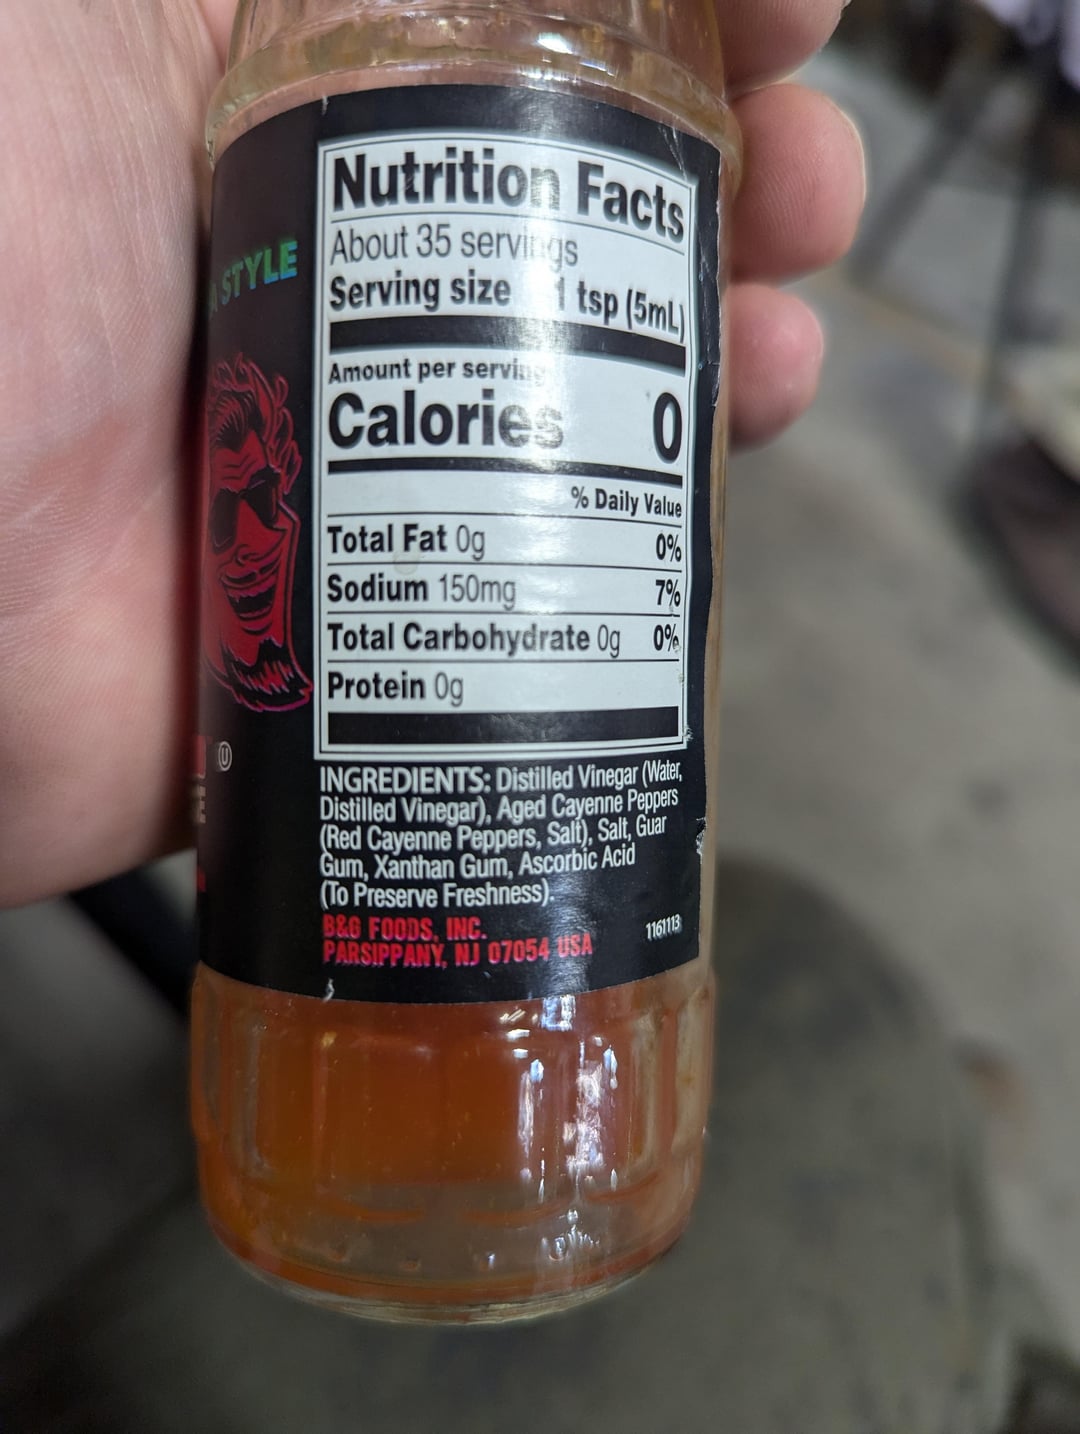 A STYLE
Nutrition Facts
About 35 servings
Serving size 1 tsp (5mL)
Amount per serving
Calories 0
% Daily Value
Total Fat 0g 0%
Sodium 150mg 7%
Total Carbohydrate 0g 0%
Protein 0g
U
INGREDIENTS: Distilled Vinegar (Water,
Distilled Vinegar), Aged Cayenne Peppers
(Red Cayenne Peppers, Salt), Salt, Guar
Gum, Xanthan Gum, Ascorbic Acid
(To Preserve Freshness).
B&G FOODS, INC.
PARSIPPANY, NJ 07054 USA
1161113